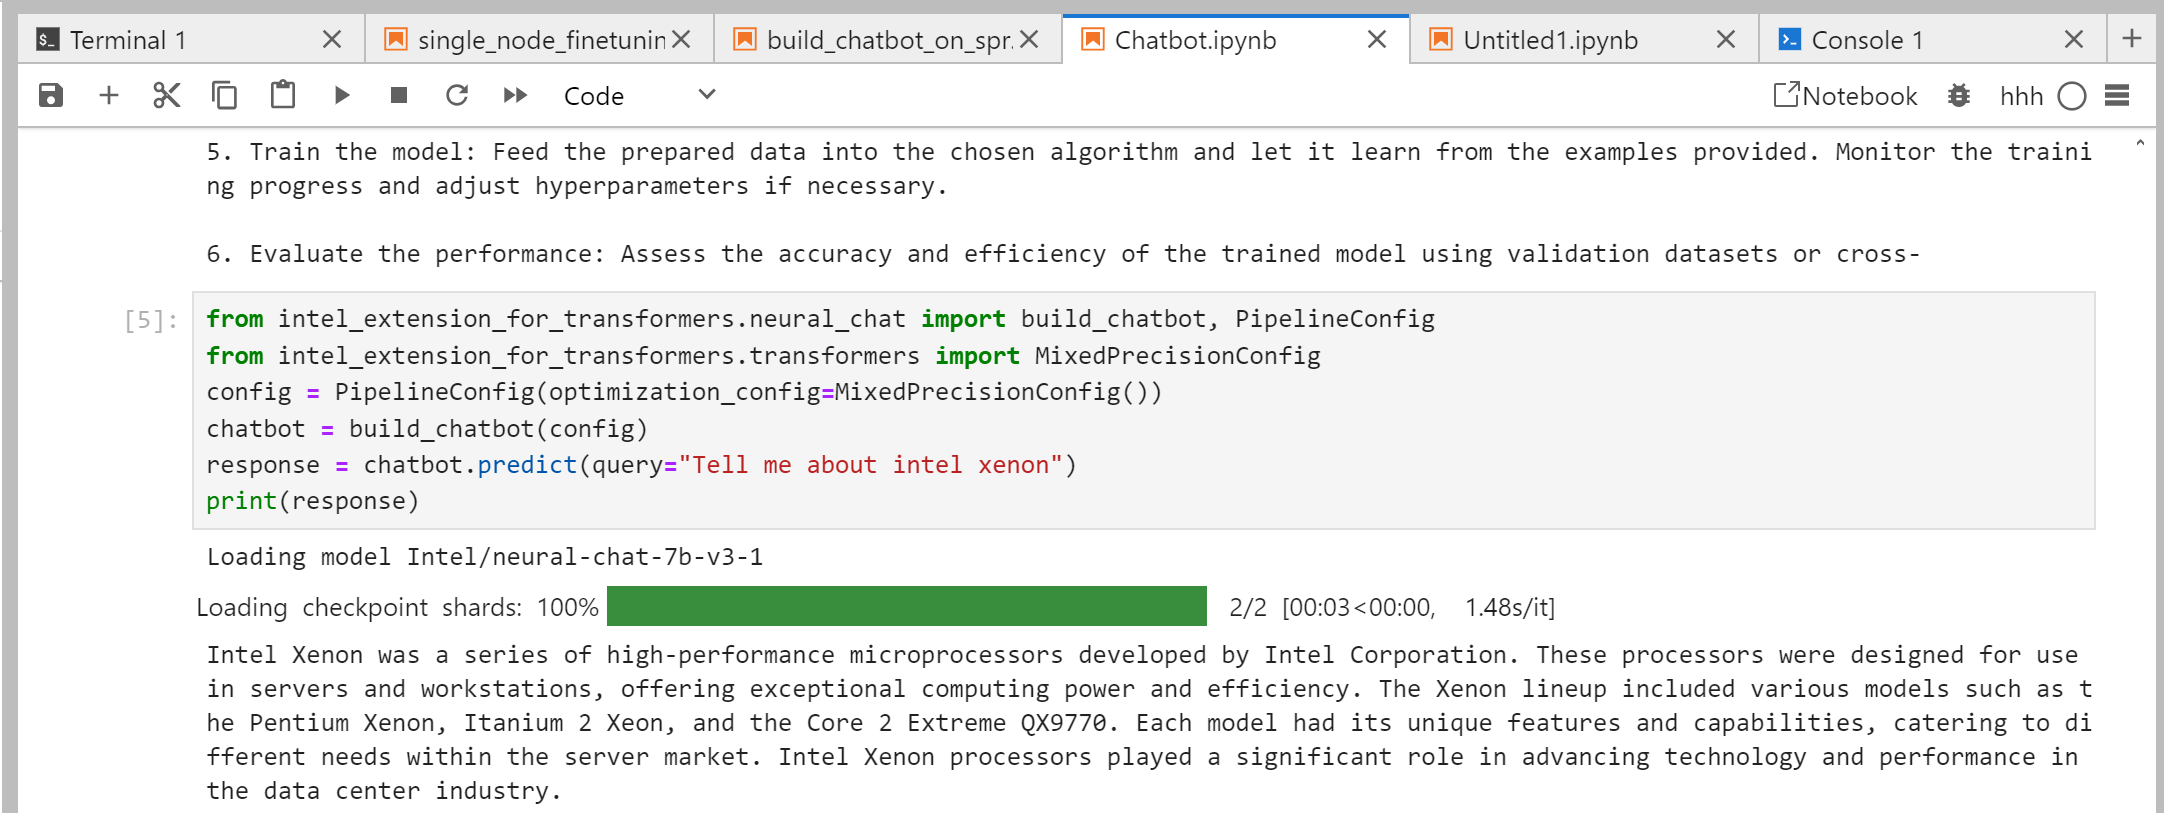 Terminal 1
single_node_finetunin
build_chatbot_on_spr.
Chatbot.ipynb
Untitled1.ipynb
Console 1
Code
Notebook
hhh
5. Train the model: Feed the prepared data into the chosen algorithm and let it learn from the examples provided. Monitor the traini
ng progress and adjust hyperparameters if necessary.
6. Evaluate the performance: Assess the accuracy and efficiency of the trained model using validation datasets or cross-
[5]:
from intel_extension_for_transformers.neural_chat import build_chatbot, PipelineConfig
from intel_extension_for_transformers.transformers import MixedPrecisionConfig
config = PipelineConfig(optimization_config=MixedPrecisionConfig())
chatbot = build_chatbot(config)
response = chatbot.predict(query="Tell me about intel xenon")
print(response)
Loading model Intel/neural-chat-7b-v3-1
Loading checkpoint shards: 100% 2/2 [00:03<00:00, 1.48s/it]
Intel Xenon was a series of high-performance microprocessors developed by Intel Corporation. These processors were designed for use
in servers and workstations, offering exceptional computing power and efficiency. The Xenon lineup included various models such as t
he Pentium Xenon, Itanium 2 Xeon, and the Core 2 Extreme QX9770. Each model had its unique features and capabilities, catering to di
fferent needs within the server market. Intel Xenon processors played a significant role in advancing technology and performance in
the data center industry.